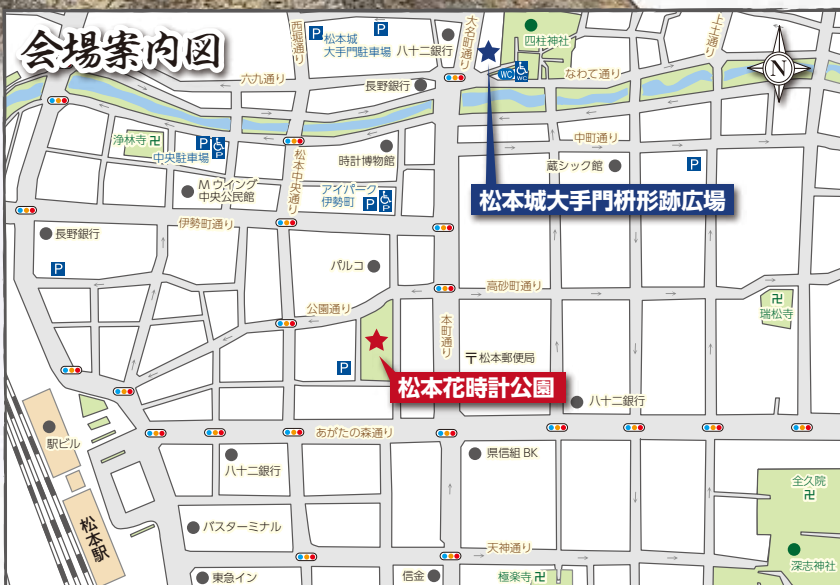 会場案内図
西堀通り
P
松本城
大手門駐車場
P
八十二銀行
大名町通り
四柱神社
上土通り
N
六九通り
長野銀行
WC
WC
なわて通り
浄林寺 卍
P
中央駐車場
P
松本中央通り
時計博物館
中町通り
蔵シック館
P
Mウイング
中央公民館
アイパーク
伊勢町
P
P
松本城大手門枡形跡広場
伊勢町通り
長野銀行
P
パルコ
高砂町通り
卍
瑞松寺
公園通り
本町通り
P
〒松本郵便局
松本花時計公園
八十二銀行
駅ビル
あがたの森通り
八十二銀行
県信組 BK
全久院
卍
松本駅
バスターミナル
天神通り
深志神社
東急イン
信金
極楽寺 卍